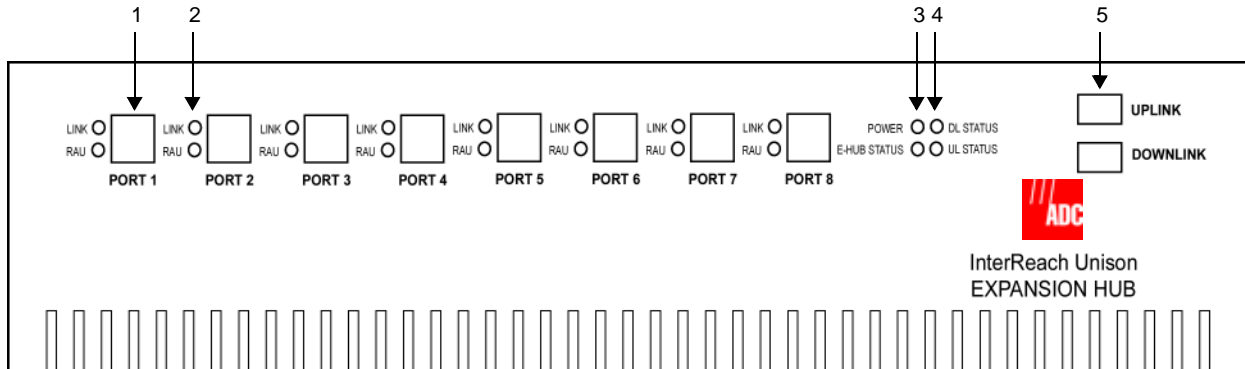 1 2 3 4 5
LINK LINK LINK LINK LINK LINK LINK LINK POWER DL STATUS UPLINK
RAU RAU RAU RAU RAU RAU RAU RAU E-HUB STATUS UL STATUS DOWNLINK
PORT 1 PORT 2 PORT 3 PORT 4 PORT 5 PORT 6 PORT 7 PORT 8
ADC
InterReach Unison
EXPANSION HUB